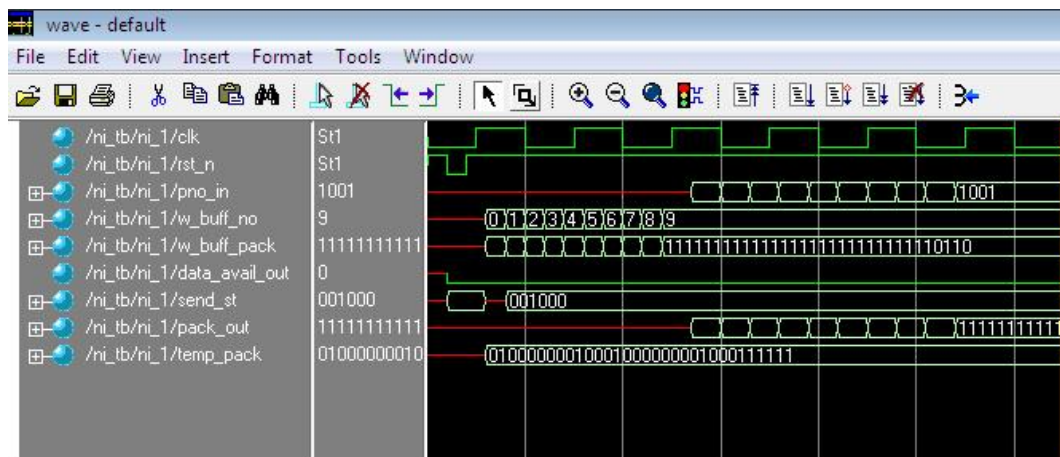 wave - default
File Edit View Insert Format Tools Window
/ni_tb/ni_1/clk St1
/ni_tb/ni_1/rst_n St1
/ni_tb/ni_1/pno_in 1001 1001
/ni_tb/ni_1/w_buff_no 9 0 1 2 3 4 5 6 7 8 9
/ni_tb/ni_1/w_buff_pack 11111111111 11111111111111111111111111110110
/ni_tb/ni_1/data_avail_out 0
/ni_tb/ni_1/send_st 001000 001000
/ni_tb/ni_1/pack_out 11111111111 11111111111
/ni_tb/ni_1/temp_pack 01000000010 01000000010001000000001000111111